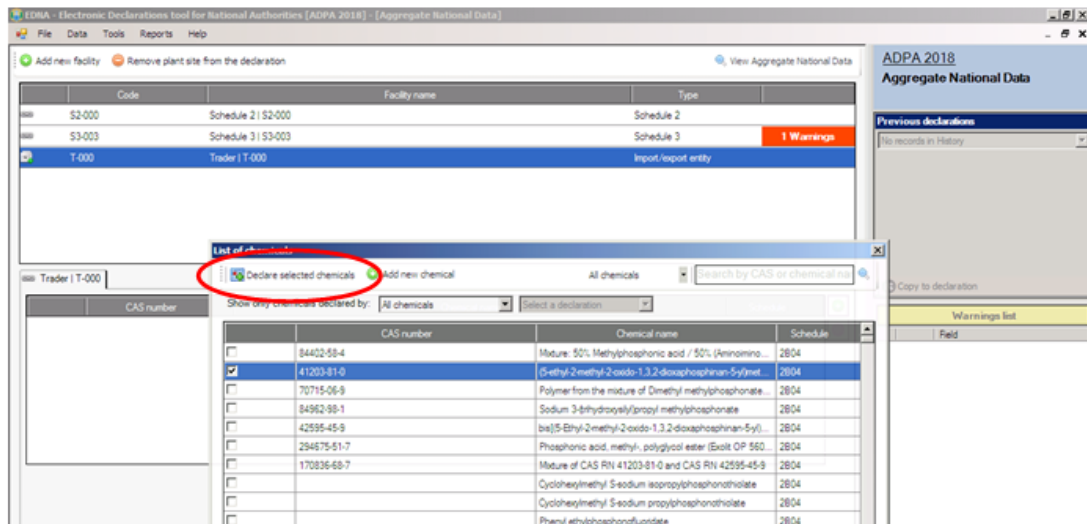 EDNA - Electronic Declarations tool for National Authorities [ADPA 2018] - [Aggregate National Data]
File Data Tools Reports Help
Add new facility Remove plant site from the declaration View Aggregate National Data
ADPA 2018
Aggregate National Data
Code Facility name Type
S2-000 Schedule 2 | S2-000 Schedule 2
S3-003 Schedule 3 | S3-003 Schedule 3 1 Warnings
T-000 Trader | T-000 Import/export entity
Previous declarations
No records in History
List of chemicals
Trader | T-000
Declare selected chemicals Add new chemical All chemicals Search by CAS or chemical na
Copy to declaration
Show only chemicals declared by: All chemicals Select a declaration
CAS number
Warnings list
Field
CAS number Chemical name Schedule
84402-58-4 Mixture: 50% Methylphosphonic acid / 50% (Aminoimino... 2B04
41203-81-0 (5-ethyl-2-methyl-2-oxido-1,3,2-dioxaphosphinan-5-yl)met... 2B04
70715-06-9 Polymer from the mixture of Dimethyl methylphosphonate... 2B04
84962-98-1 Sodium 3-(trihydroxysilyl)propyl methylphosphonate 2B04
42595-45-9 bis[(5-Ethyl-2-methyl-2-oxido-1,3,2-dioxaphosphinan-5-yl)... 2B04
294675-51-7 Phosphonic acid, methyl-, polyglycol ester (Exolit OP 560... 2B04
170836-68-7 Mixture of CAS RN 41203-81-0 and CAS RN 42595-45-9 2B04
Cyclohexylmethyl S-sodium isopropylphosphonothiolate 2B04
Cyclohexylmethyl S-sodium propylphosphonothiolate 2B04
Phenyl ethylphosphonofluoridate 2B04